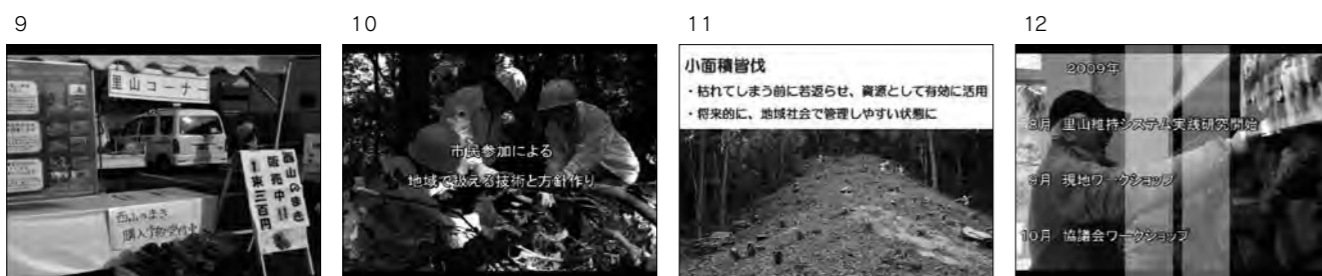 9
里山コーナー
西山のまき
販売中!!
1束三百円
西山のまき
購入予約受付中
10
市民参加による
地域で扱える技術と方針作り
11
小面積皆伐
・枯れてしまう前に若返らせ、資源として有効に活用
・将来的に、地域社会で管理しやすい状態に
12
2009年
8月 里山維持システム実践研究開始
9月 現地ワークショップ
10月 協議会ワークショップ